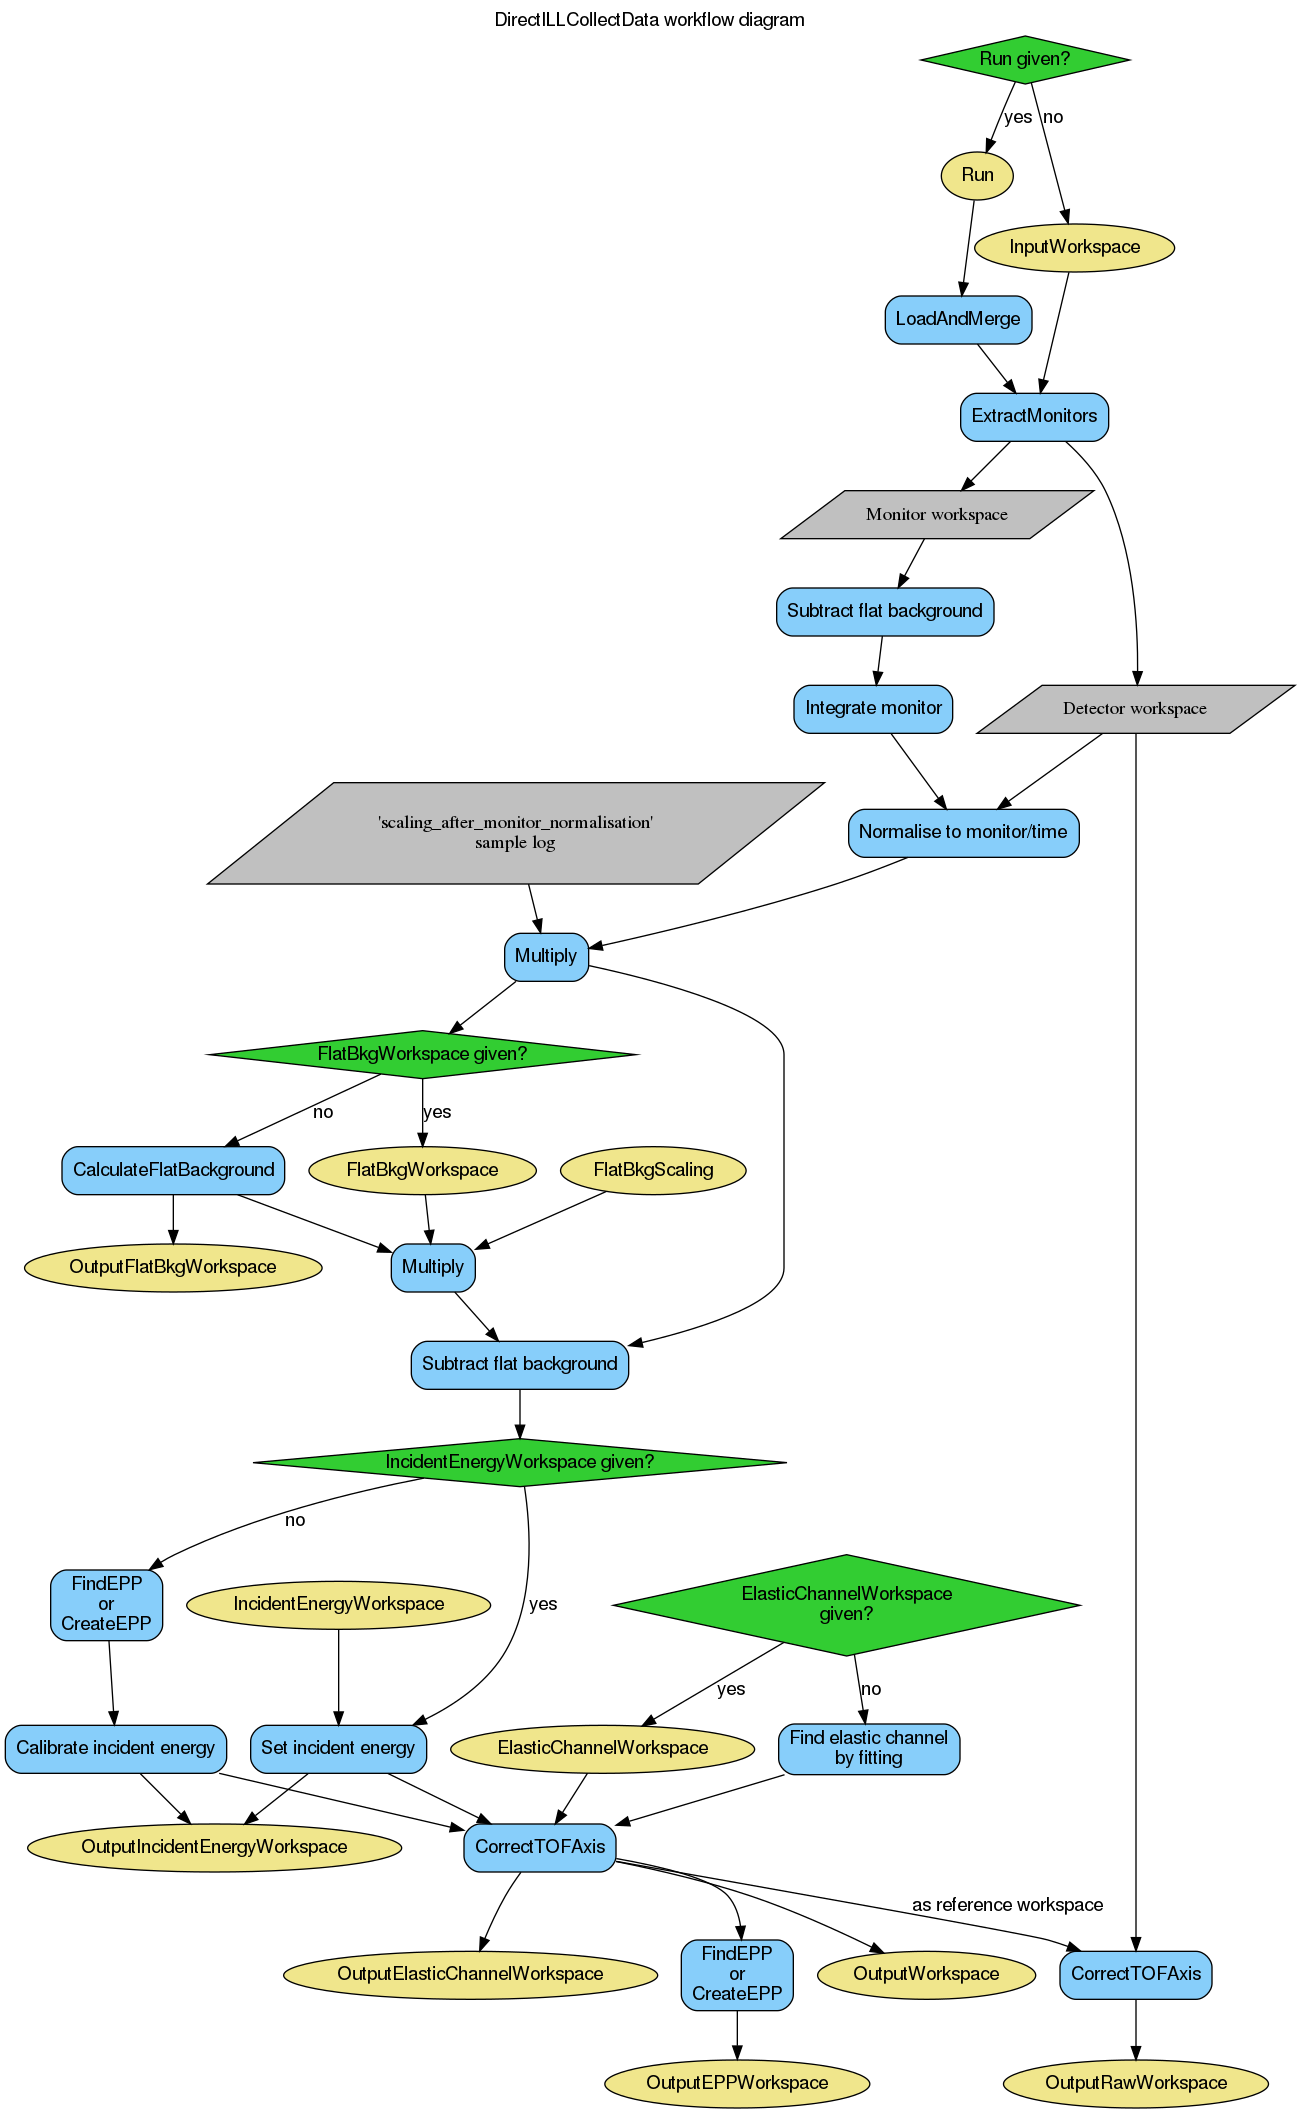 DirectILLCollectData workflow diagram
Run given?
yes
no
Run
InputWorkspace
LoadAndMerge
ExtractMonitors
Monitor workspace
Subtract flat background
Integrate monitor
Detector workspace
'scaling_after_monitor_normalisation'
sample log
Normalise to monitor/time
Multiply
FlatBkgWorkspace given?
no
yes
CalculateFlatBackground
FlatBkgWorkspace
FlatBkgScaling
OutputFlatBkgWorkspace
Multiply
Subtract flat background
IncidentEnergyWorkspace given?
no
FindEPP
or
CreateEPP
IncidentEnergyWorkspace
yes
ElasticChannelWorkspace
given?
yes
no
Calibrate incident energy
Set incident energy
ElasticChannelWorkspace
Find elastic channel
by fitting
OutputIncidentEnergyWorkspace
CorrectTOFAxis
as reference workspace
OutputElasticChannelWorkspace
FindEPP
or
CreateEPP
OutputWorkspace
CorrectTOFAxis
OutputEPPWorkspace
OutputRawWorkspace